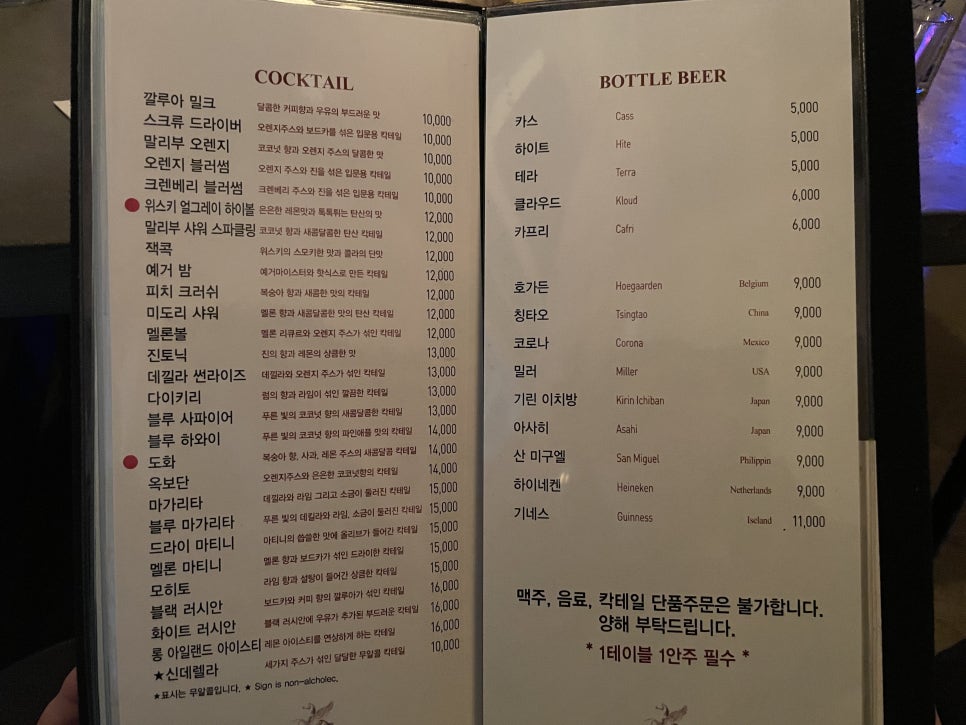 COCKTAIL
깔루아 밀크 달콤한 커피향과 우유의 부드러운 맛 10,000
스크류 드라이버 오렌지주스와 보드카를 섞은 입문용 칵테일 10,000
말리부 오렌지 코코넛 향과 오렌지 주스의 달콤한 맛 10,000
오렌지 블러썸 오렌지 주스와 진을 섞은 입문용 칵테일 10,000
크렌베리 블러썸 크렌베리 주스와 진을 섞은 입문용 칵테일 10,000
위스키 얼그레이 하이볼 은은한 레몬맛과 톡톡튀는 탄산의 맛 12,000
말리부 샤워 스파클링 코코넛 향과 새콤달콤한 탄산 칵테일 12,000
잭콕 위스키의 스모키한 맛과 콜라의 단맛 12,000
예거 밤 예거마이스터와 핫식스로 만든 칵테일 12,000
피치 크러쉬 복숭아 향과 새콤한 맛의 칵테일 12,000
미도리 샤워 멜론 향과 새콤달콤한 맛의 탄산 칵테일 12,000
멜론볼 멜론 리큐르와 오렌지 주스가 섞인 칵테일 12,000
진토닉 진의 향과 레몬의 상큼한 맛 13,000
데낄라 썬라이즈 데낄라와 오렌지 주스가 섞인 칵테일 13,000
다이키리 럼의 향과 라임이 섞인 깔끔한 칵테일 13,000
블루 사파이어 푸른 빛의 코코넛 향의 새콤달콤한 칵테일 13,000
블루 하와이 푸른 빛의 코코넛 향의 파인애플 맛의 칵테일 14,000
도화 복숭아 향, 사과, 레몬 주스의 새콤달콤 칵테일 14,000
옥보단 오렌지주스와 은은한 코코넛향의 칵테일 14,000
마가리타 데낄라와 라임 그리고 소금이 둘러진 칵테일 15,000
블루 마가리타 푸른 빛의 데킬라와 라임, 소금이 둘러진 칵테일 15,000
드라이 마티니 마티니의 씁쓸한 맛에 올리브가 들어간 칵테일 15,000
멜론 마티니 멜론 향과 보드카가 섞인 드라이한 칵테일 15,000
모히토 라임 향과 설탕이 들어간 상큼한 칵테일 15,000
블랙 러시안 보드카와 커피 향의 깔루아가 섞인 칵테일 16,000
화이트 러시안 블랙 러시안에 우유가 추가된 부드러운 칵테일 16,000
롱 아일랜드 아이스티 레몬 아이스티를 연상하게 하는 칵테일 16,000
★신데렐라 세가지 주스가 섞인 달달한 무알콜 칵테일 10,000
★표시는 무알콜입니다. ★ Sign is non-alcholec.
BOTTLE BEER
카스 Cass 5,000
하이트 Hite 5,000
테라 Terra 5,000
클라우드 Kloud 6,000
카프리 Cafri 6,000
호가든 Hoegaarden Belgium 9,000
칭타오 Tsingtao China 9,000
코로나 Corona Mexico 9,000
밀러 Miller USA 9,000
기린 이치방 Kirin Ichiban Japan 9,000
아사히 Asahi Japan 9,000
산 미구엘 San Miguel Philippin 9,000
하이네켄 Heineken Netherlands 9,000
기네스 Guinness Iseland 11,000
맥주, 음료, 칵테일 단품주문은 불가합니다.
양해 부탁드립니다.
* 1테이블 1안주 필수 *